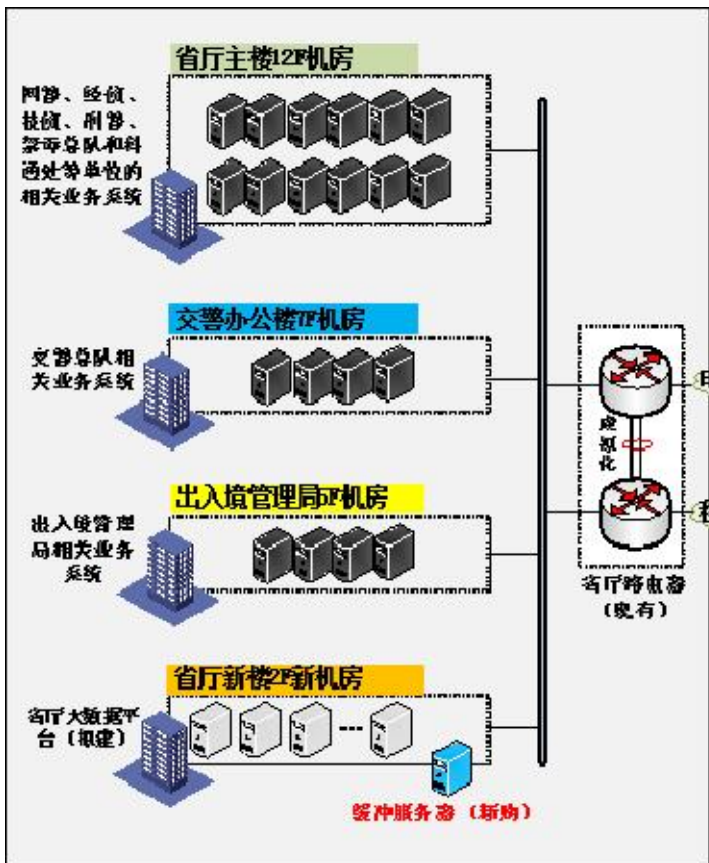 省厅主楼12F机房
网警、经侦、
技侦、刑警、
禁毒总队和科
通处等单位的
相关业务系统
交警办公楼7F机房
交警总队相
关业务系统
虚拟化
出入境管理局5F机房
出入境管理
局相关业务
系统
省厅路由器
(现有)
省厅新楼2F新机房
省厅大数据平
台(拟建)
缓冲服务器(新购)